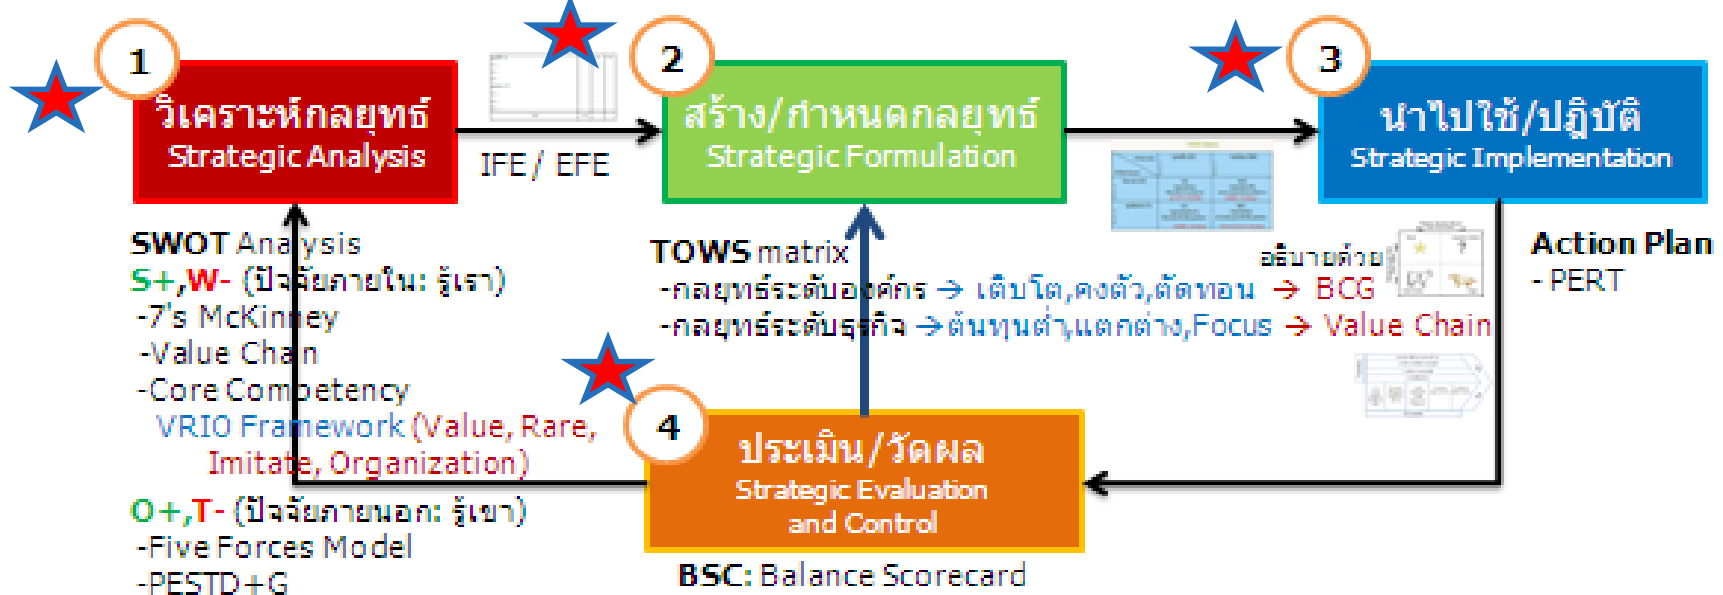 1
วิเคราะห์กลยุทธ์
Strategic Analysis
IFE / EFE
2
สร้าง/กำหนดกลยุทธ์
Strategic Formulation
3
นำไปใช้/ปฏิบัติ
Strategic Implementation
SWOT Analysis
S+,W- (ปัจจัยภายใน: รู้เรา)
-7's McKinney
-Value Chain
-Core Competency
VRIO Framework (Value, Rare,
Imitate, Organization)
O+,T- (ปัจจัยภายนอก: รู้เขา)
-Five Forces Model
-PESTD+G
TOWS matrix
อธิบายด้วย
-กลยุทธ์ระดับองค์กร → เติบโต,คงตัว,ตัดทอน → BCG
-กลยุทธ์ระดับธุรกิจ →ต้นทุนต่ำ,แตกต่าง,Focus → Value Chain
Action Plan
- PERT
4
ประเมิน/วัดผล
Strategic Evaluation
and Control
BSC: Balance Scorecard